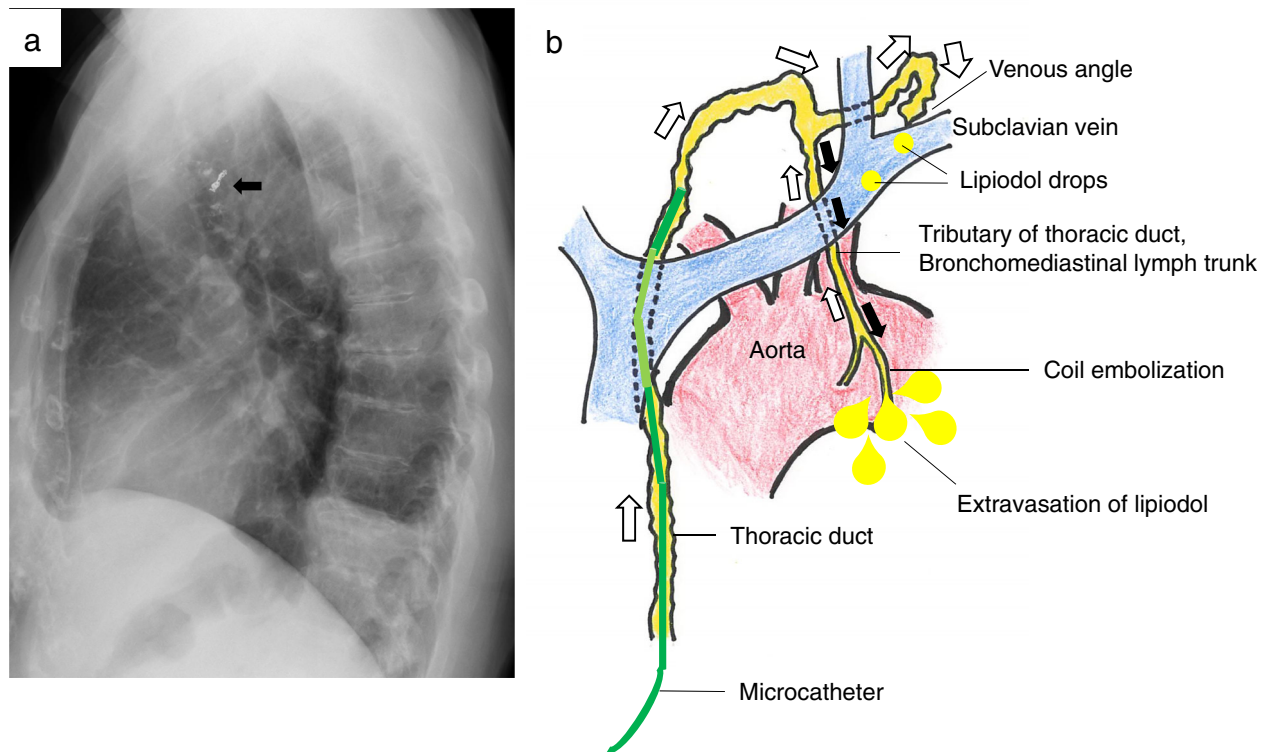 a
b
Venous angle
Subclavian vein
Lipiodol drops
Tributary of thoracic duct,
Bronchomediastinal lymph trunk
Aorta
Coil embolization
Extravasation of lipiodol
Thoracic duct
Microcatheter